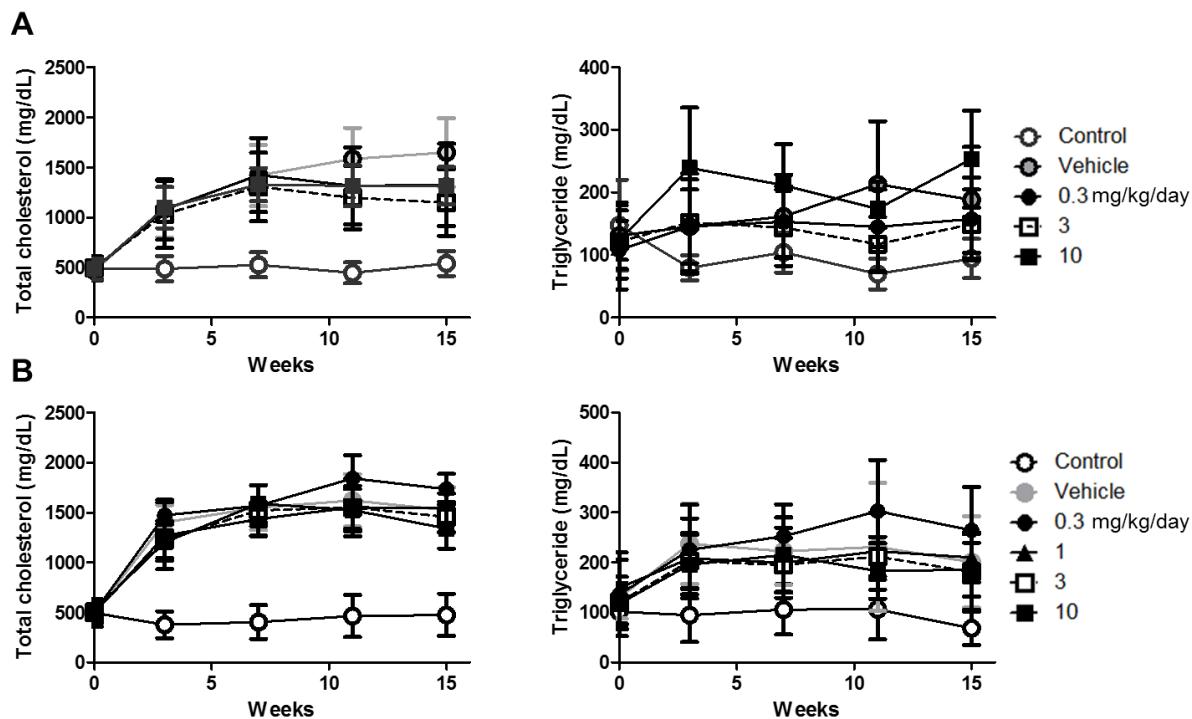 A
Total cholesterol (mg/dL)
2500
2000
1500
1000
500
0
0 5 10 15
Weeks
Triglyceride (mg/dL)
400
300
200
100
0
0 5 10 15
Weeks
Control
Vehicle
0.3 mg/kg/day
3
10
B
Total cholesterol (mg/dL)
2500
2000
1500
1000
500
0
0 5 10 15
Weeks
Triglyceride (mg/dL)
500
400
300
200
100
0
0 5 10 15
Weeks
Control
Vehicle
0.3 mg/kg/day
1
3
10